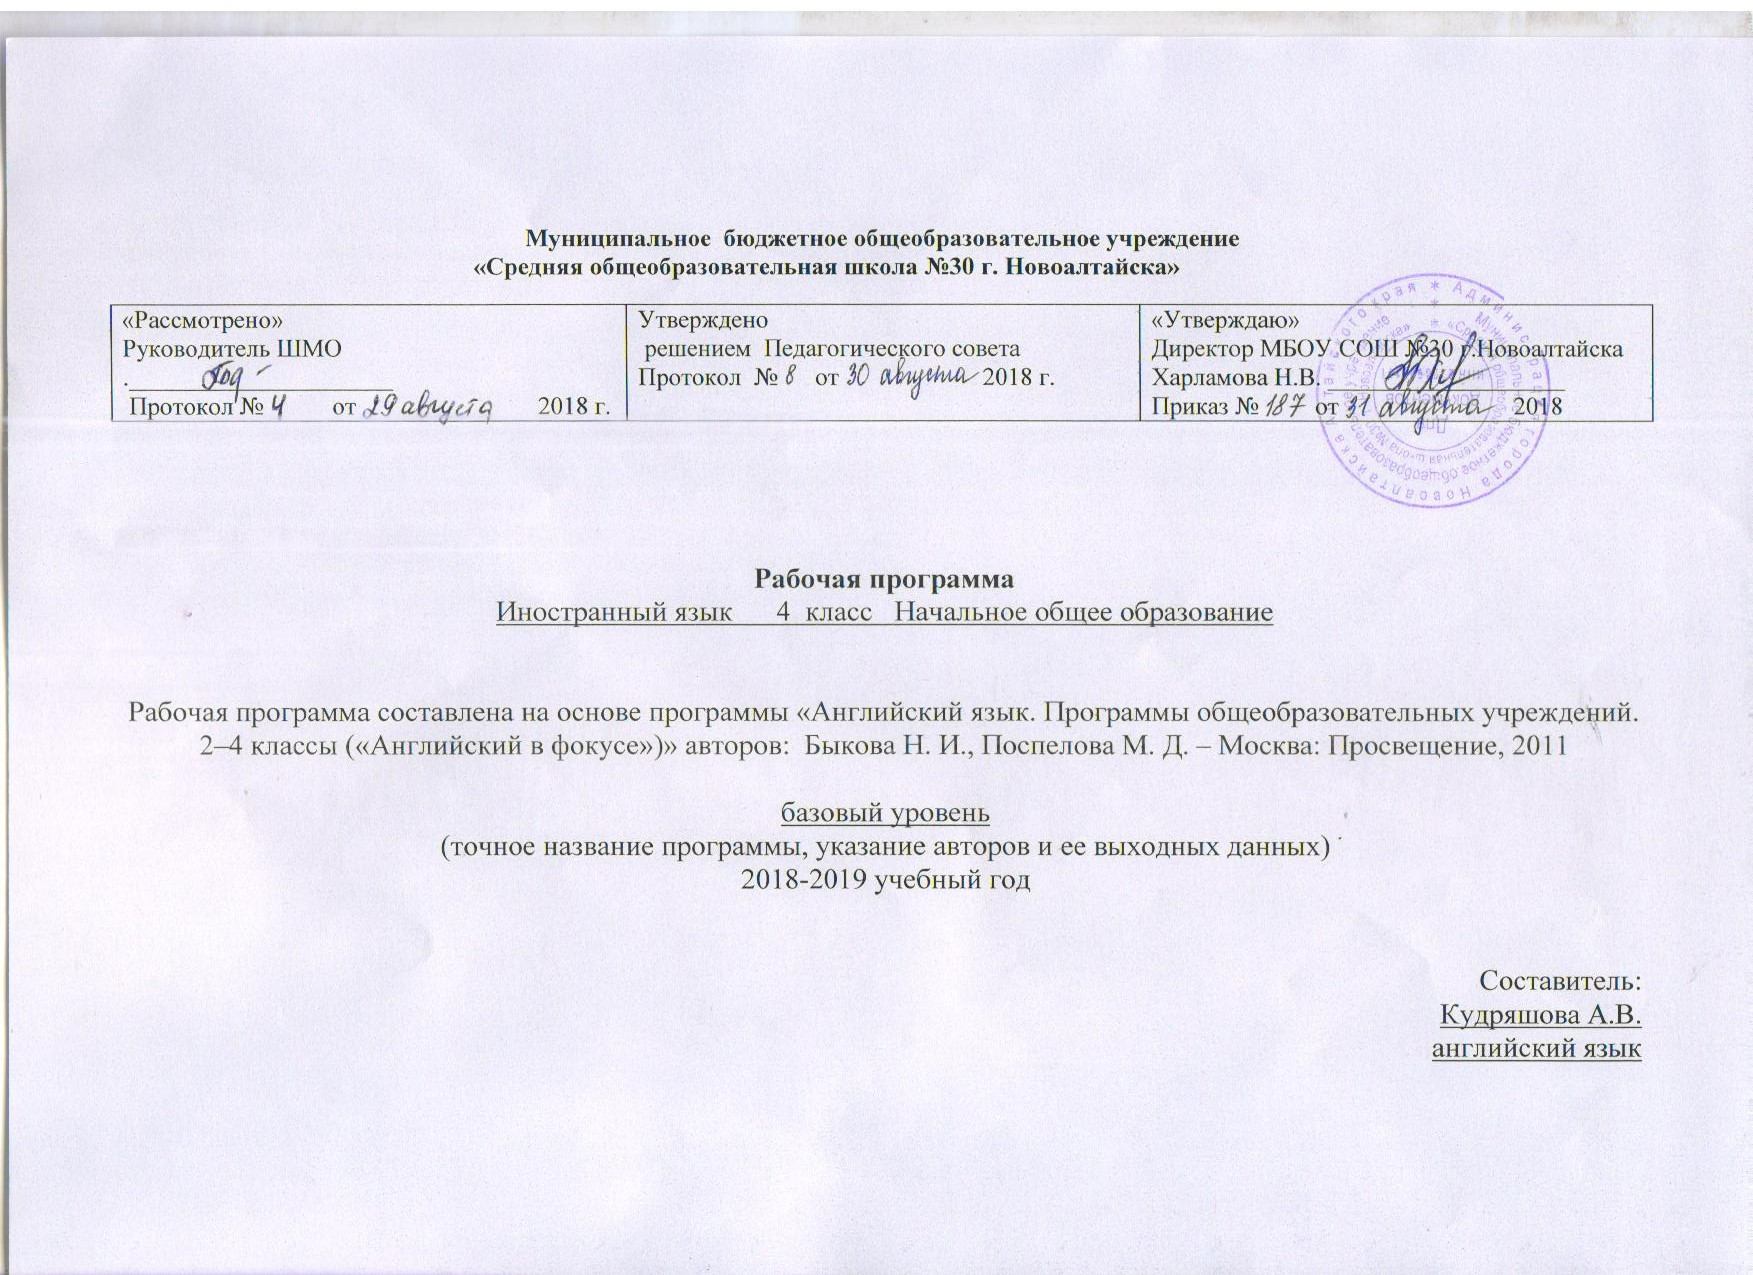 Муниципальное бюджетное общеобразовательное учреждение
«Средняя общеобразовательная школа №30 г. Новоалтайска»
«Рассмотрено»
Руководитель ШМО
Протокол № 4 от 29 августа 2018 г.
Утверждено
решением Педагогического совета
Протокол № 8 от 30 августа 2018 г.
«Утверждаю»
Директор МБОУ СОШ №30 г.Новоалтайска
Харламова Н.В.
Приказ № 187 от 31 августа 2018
Рабочая программа
Иностранный язык 4 класс Начальное общее образование
Рабочая программа составлена на основе программы «Английский язык. Программы общеобразовательных учреждений.
2–4 классы («Английский в фокусе»)» авторов: Быкова Н. И., Поспелова М. Д. – Москва: Просвещение, 2011
базовый уровень
(точное название программы, указание авторов и ее выходных данных)
2018-2019 учебный год
Составитель:
Кудряшова А.В.
английский язык